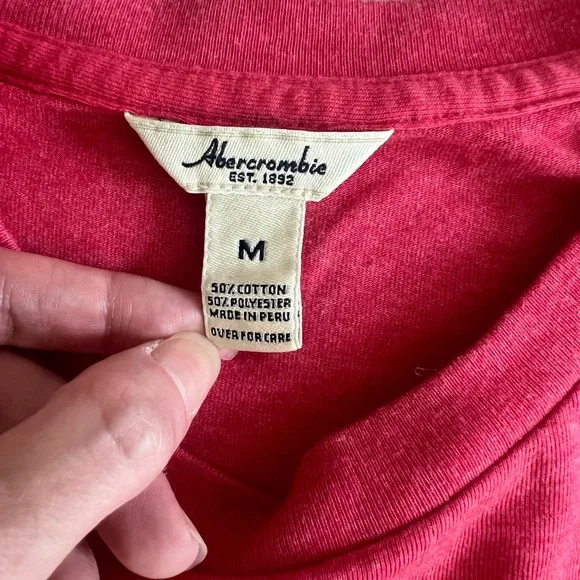 Abercrombie
EST. 1892
M
50% COTTON
50% POLYESTER
MADE IN PERU
OVER FOR CARE